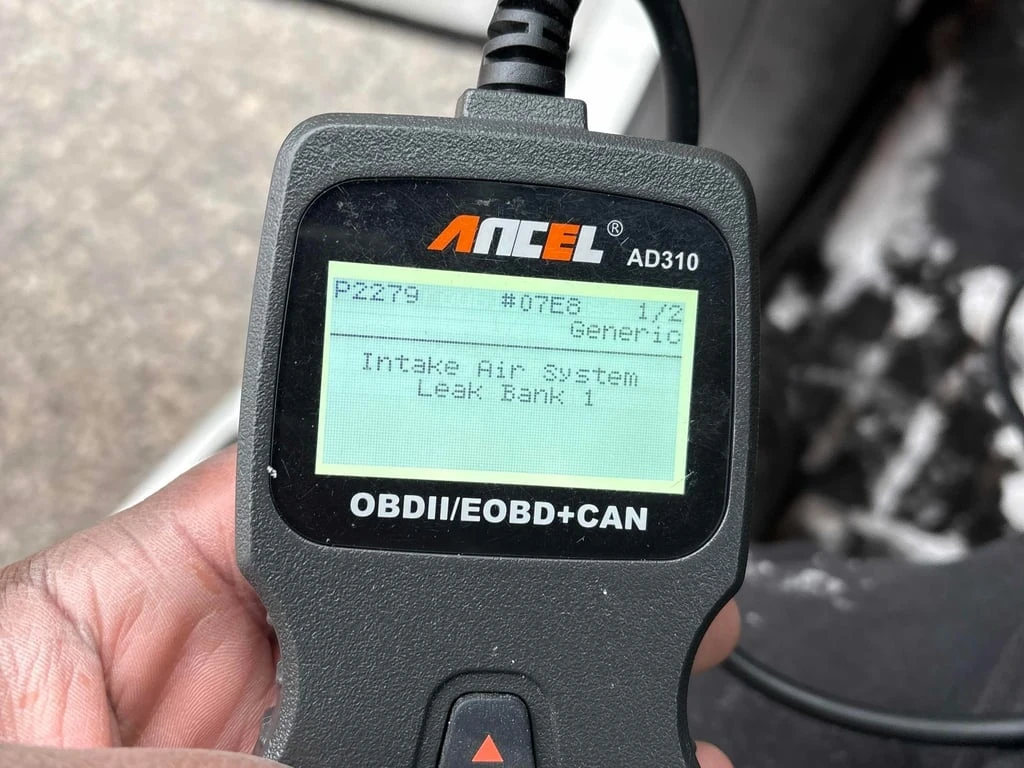 ANCEL® AD310
P2279 #07E8 1/2
Generic
Intake Air System
Leak Bank 1
OBDII/EOBD+CAN